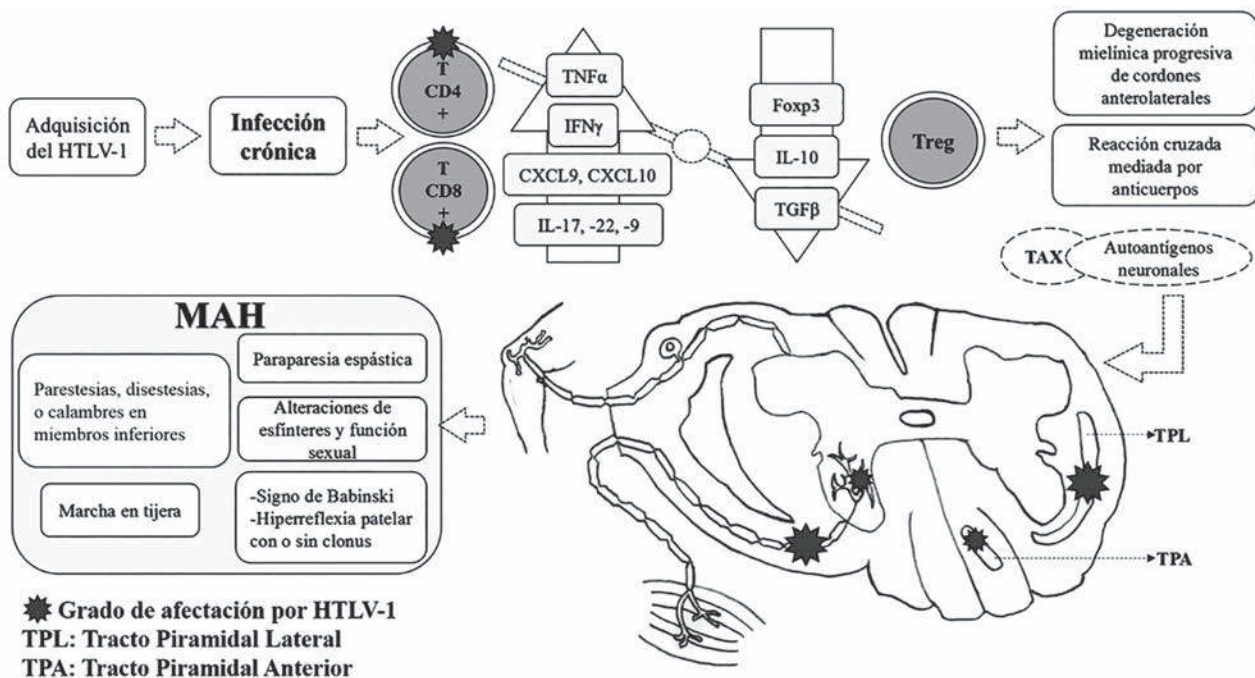 Adquisición
del HTLV-1
Infección
crónica
T
CD4
+
T
CD8
+
TNFα
IFNγ
CXCL9, CXCL10
IL-17, -22, -9
Foxp3
IL-10
TGFβ
Treg
Degeneración
mielínica progresiva
de cordones
anterolaterales
Reacción cruzada
mediada por
anticuerpos
TAX
Autoantígenos
neuronales
MAH
Parestesias, disestesias,
o calambres en
miembros inferiores
Marcha en tijera
Paraparesia espástica
Alteraciones de
esfínteres y función
sexual
-Signo de Babinski
-Hiperreflexia patelar
con o sin clonus
TPL
TPA
Grado de afectación por HTLV-1
TPL: Tracto Piramidal Lateral
TPA: Tracto Piramidal Anterior